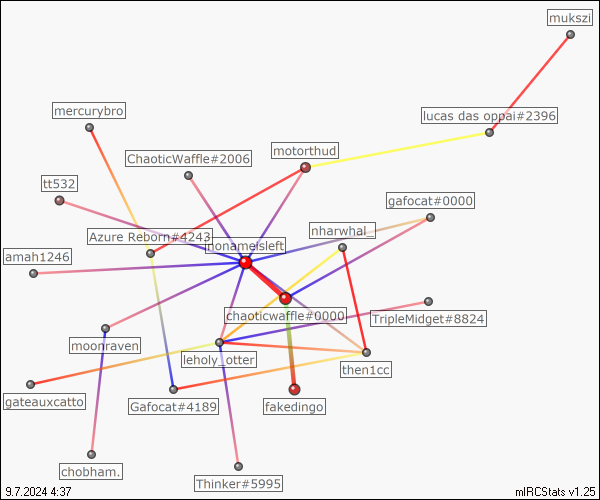 mukszi
lucas das oppai#2396
mercurybro
motorthud
ChaoticWaffle#2006
tt532
gafocat#0000
nharwhal_
Azure Reborn#4243
nonameisleft
amah1246
chaoticwaffle#0000
TripleMidget#8824
moonraven
leholy_otter
then1cc
gateauxcatto
Gafocat#4189
fakedingo
chobham.
Thinker#5995
9.7.2024 4:37
mIRCStats v1.25